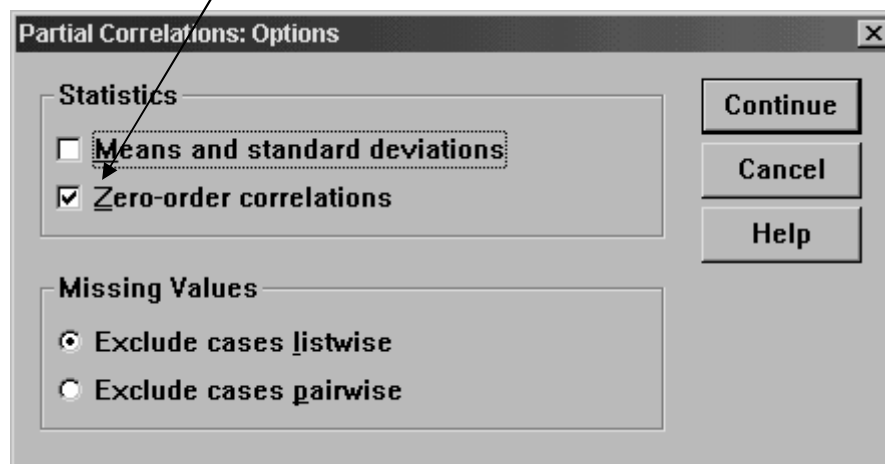 Partial Correlations: Options
Statistics
Means and standard deviations
Zero-order correlations
Continue
Cancel
Help
Missing Values
Exclude cases listwise
Exclude cases pairwise